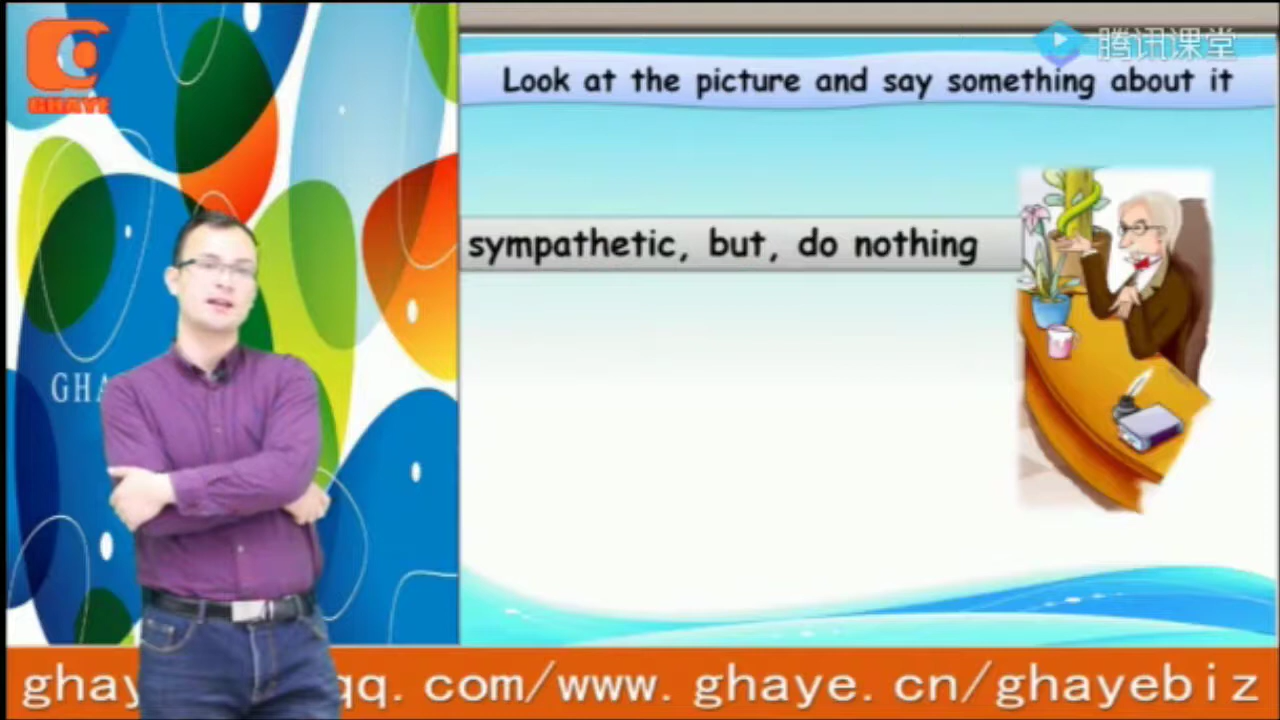 GHAYE
腾讯课堂
Look at the picture and say something about it
sympathetic, but, do nothing
GHA
ghay qq. com/www. ghaye. cn/ghayebiz